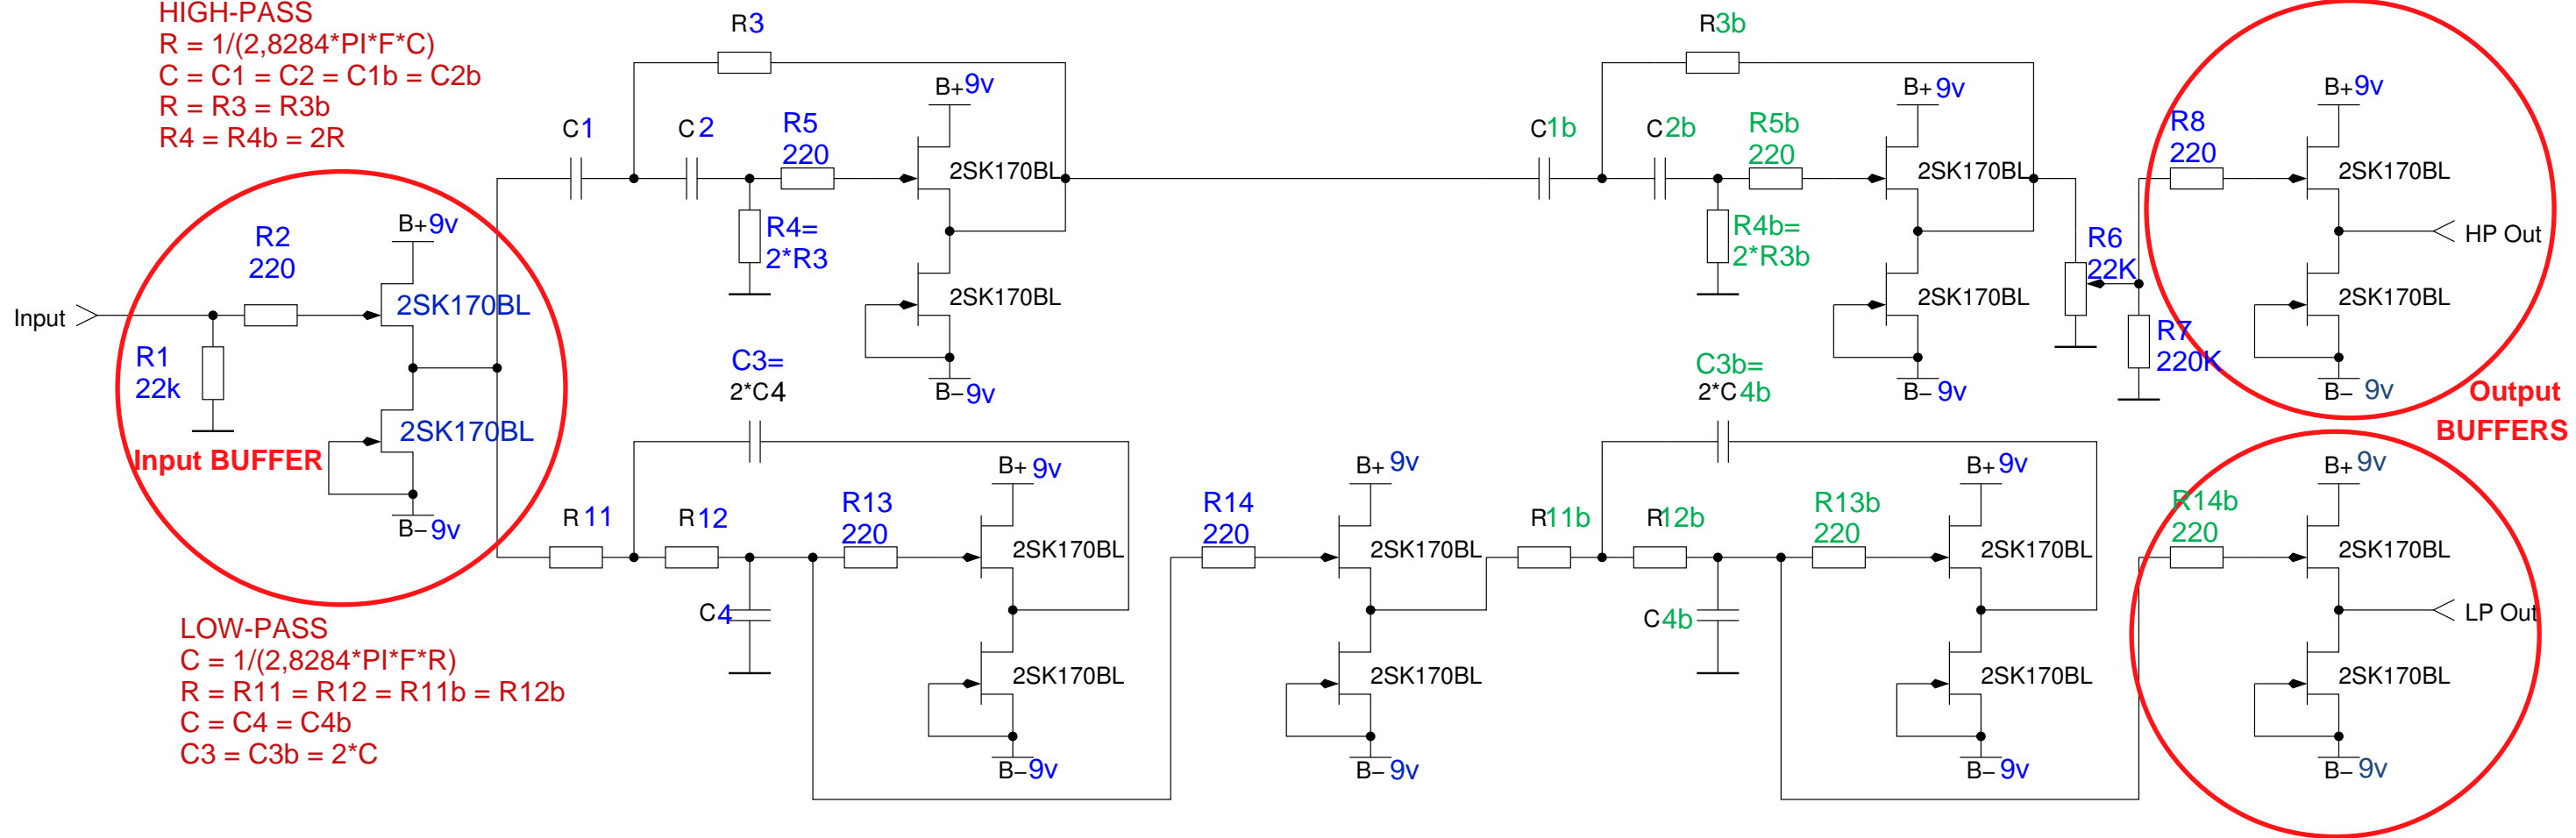 HIGH-PASS
R = 1/(2,8284*PI*F*C)
C = C1 = C2 = C1b = C2b
R = R3 = R3b
R4 = R4b = 2R
R3
B+9v
C1
C2
R5
220
2SK170BL
R4=
2*R3
2SK170BL
B-9v
R3b
B+9v
C1b
C2b
R5b
220
2SK170BL
R4b=
2*R3b
2SK170BL
B-9v
R6
22K
R7
220K
R8
220
B+9v
2SK170BL
HP Out
2SK170BL
B- 9v
Output
BUFFERS
Input
R1
22k
R2
220
B+9v
2SK170BL
2SK170BL
Input BUFFER
B-9v
C3=
2*C4
R11
R12
R13
220
B+9v
2SK170BL
C4
2SK170BL
B-9v
R14
220
B+9v
2SK170BL
2SK170BL
B-9v
C3b=
2*C4b
R11b
R12b
R13b
220
B+9v
2SK170BL
C4b
2SK170BL
B-9v
R14b
220
B+9v
2SK170BL
LP Out
2SK170BL
B-9v
LOW-PASS
C = 1/(2,8284*PI*F*R)
R = R11 = R12 = R11b = R12b
C = C4 = C4b
C3 = C3b = 2*C